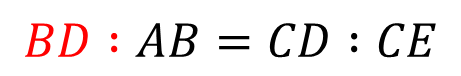 BD : AB = CD : CE